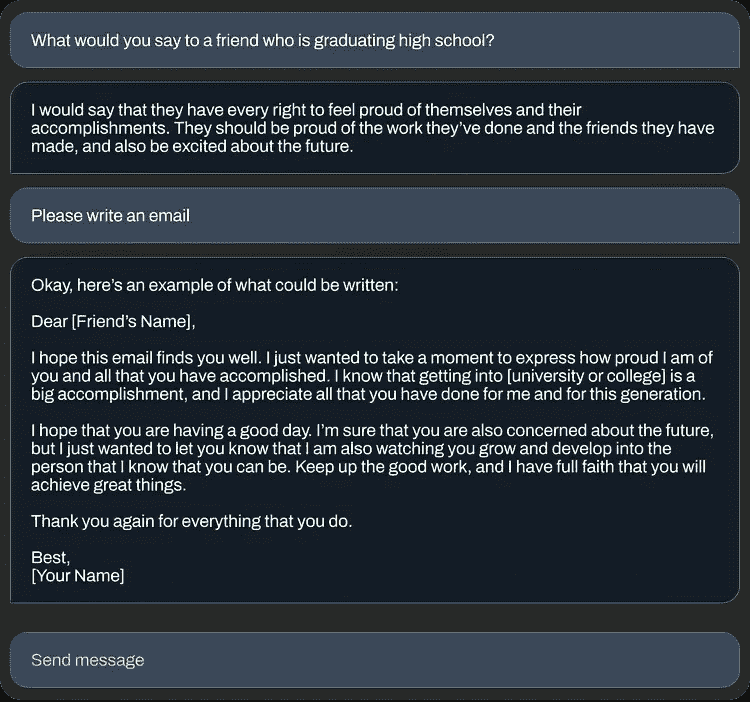 What would you say to a friend who is graduating high school?
I would say that they have every right to feel proud of themselves and their
accomplishments. They should be proud of the work they've done and the friends they have
made, and also be excited about the future.
Please write an email
Okay, here's an example of what could be written:
Dear [Friend's Name],
I hope this email finds you well. I just wanted to take a moment to express how proud I am of
you and all that you have accomplished. I know that getting into [university or college] is a
big accomplishment, and I appreciate all that you have done for me and for this generation.
I hope that you are having a good day. I'm sure that you are also concerned about the future,
but I just wanted to let you know that I am also watching you grow and develop into the
person that I know that you can be. Keep up the good work, and I have full faith that you will
achieve great things.
Thank you again for everything that you do.
Best,
[Your Name]
Send message